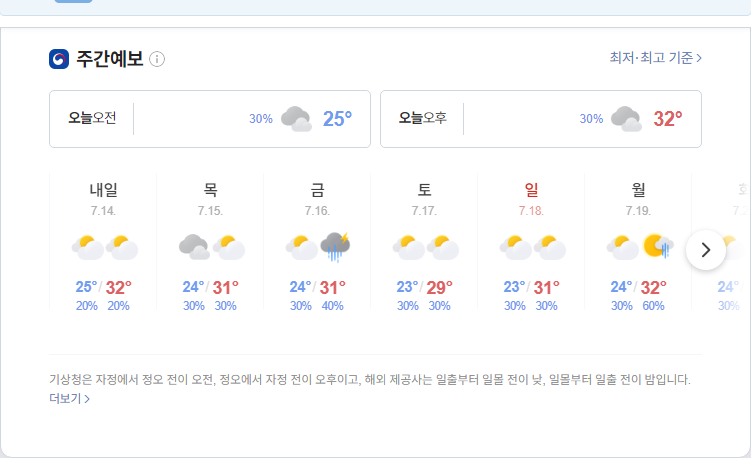 주간예보
최저·최고 기준
오늘오전 30% 25°
오늘오후 30% 32°
내일 목 금 토 일 월 화
7.14. 7.15. 7.16. 7.17. 7.18. 7.19.
25°/32° 24°/31° 24°/31° 23°/29° 23°/31° 24°/32° 24°
20% 20% 30% 30% 30% 40% 30% 30% 30% 30% 30% 60% 30%
기상청은 자정에서 정오 전이 오전, 정오에서 자정 전이 오후이고, 해외 제공사는 일출부터 일몰 전이 낮, 일몰부터 일출 전이 밤입니다.
더보기